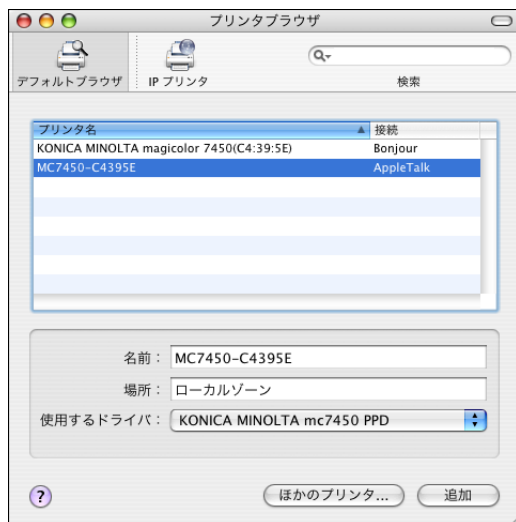 プリンタブラウザ
デフォルトブラウザ IP プリンタ 検索
プリンタ名 接続
KONICA MINOLTA magicolor 7450(C4:39:5E) Bonjour
MC7450-C4395E AppleTalk
名前： MC7450-C4395E
場所： ローカルゾーン
使用するドライバ： KONICA MINOLTA mc7450 PPD
? ほかのプリンタ... 追加